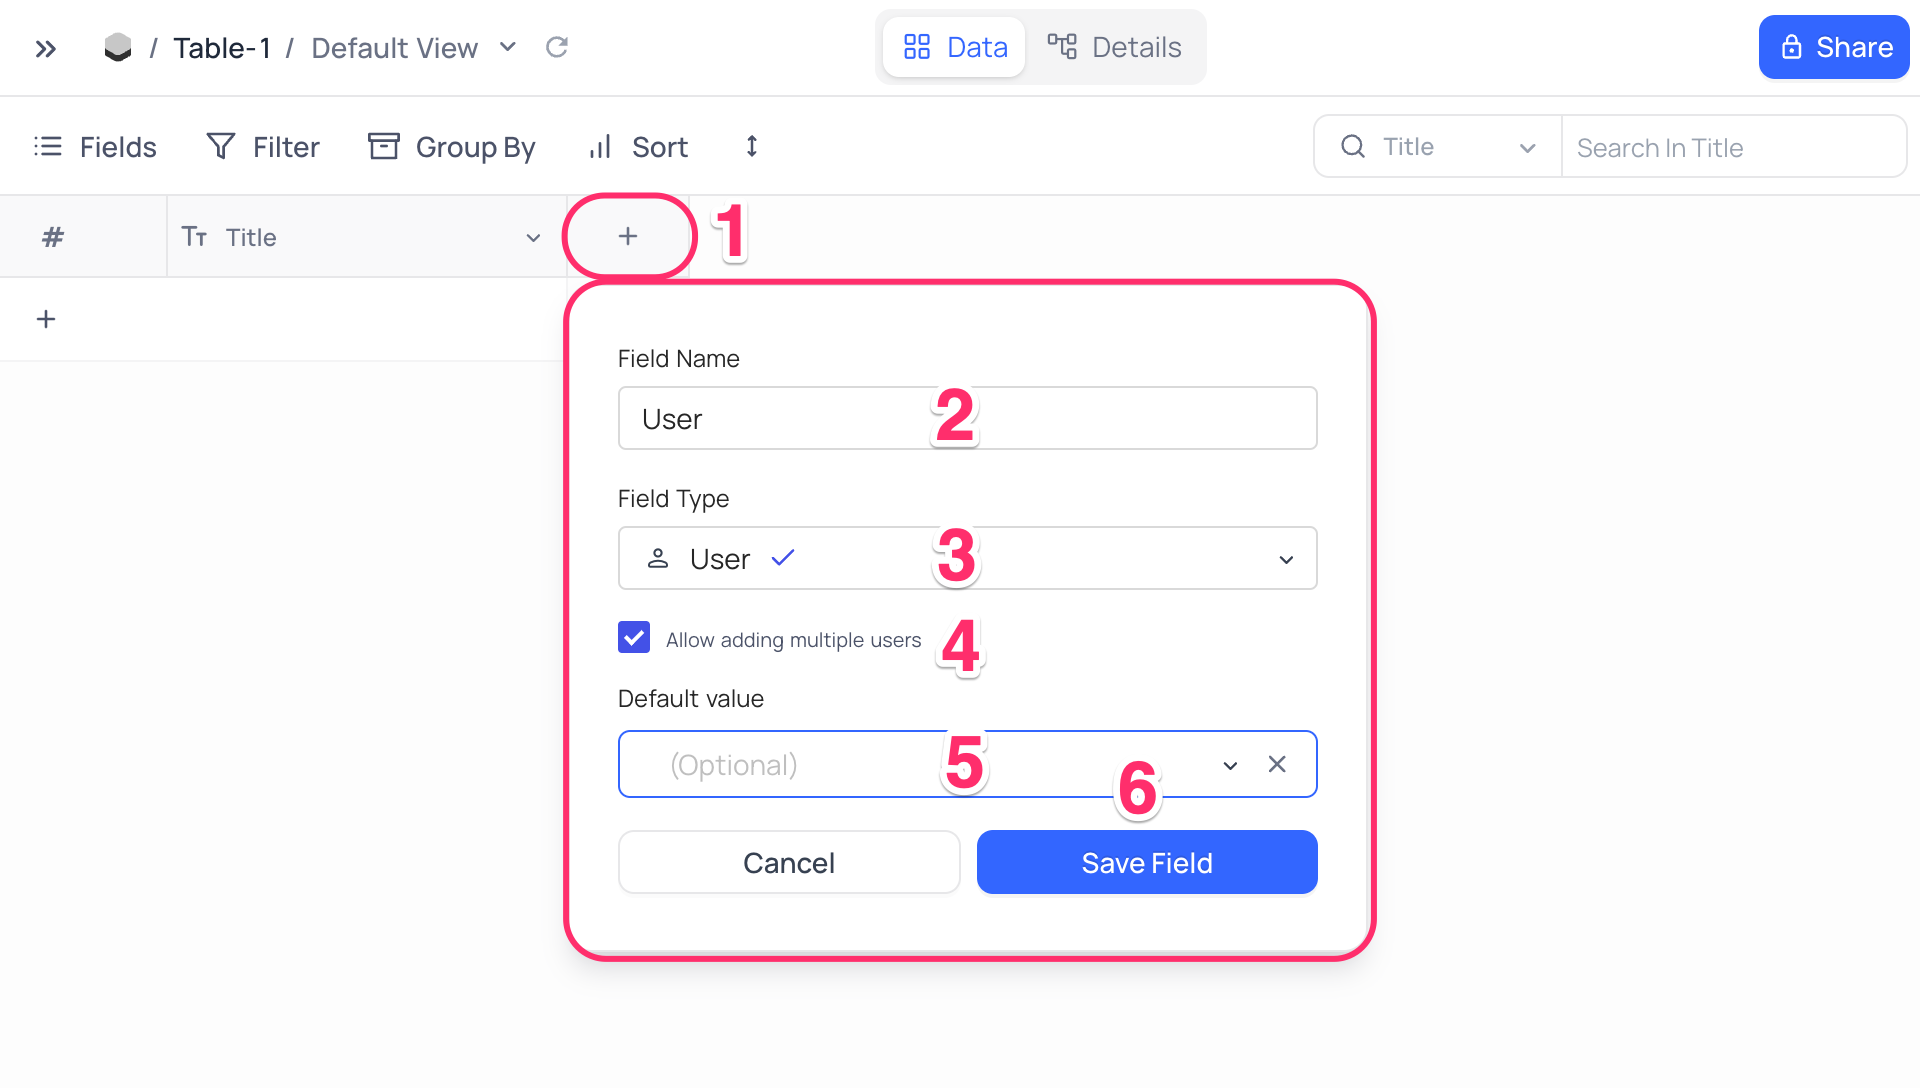 / Table-1 / Default View
Data
Details
Share
Fields
Filter
Group By
Sort
Title
Search In Title
#
Tт Title
+
1
+
Field Name
User
2
Field Type
User
3
Allow adding multiple users
4
Default value
(Optional)
5
6
Cancel
Save Field